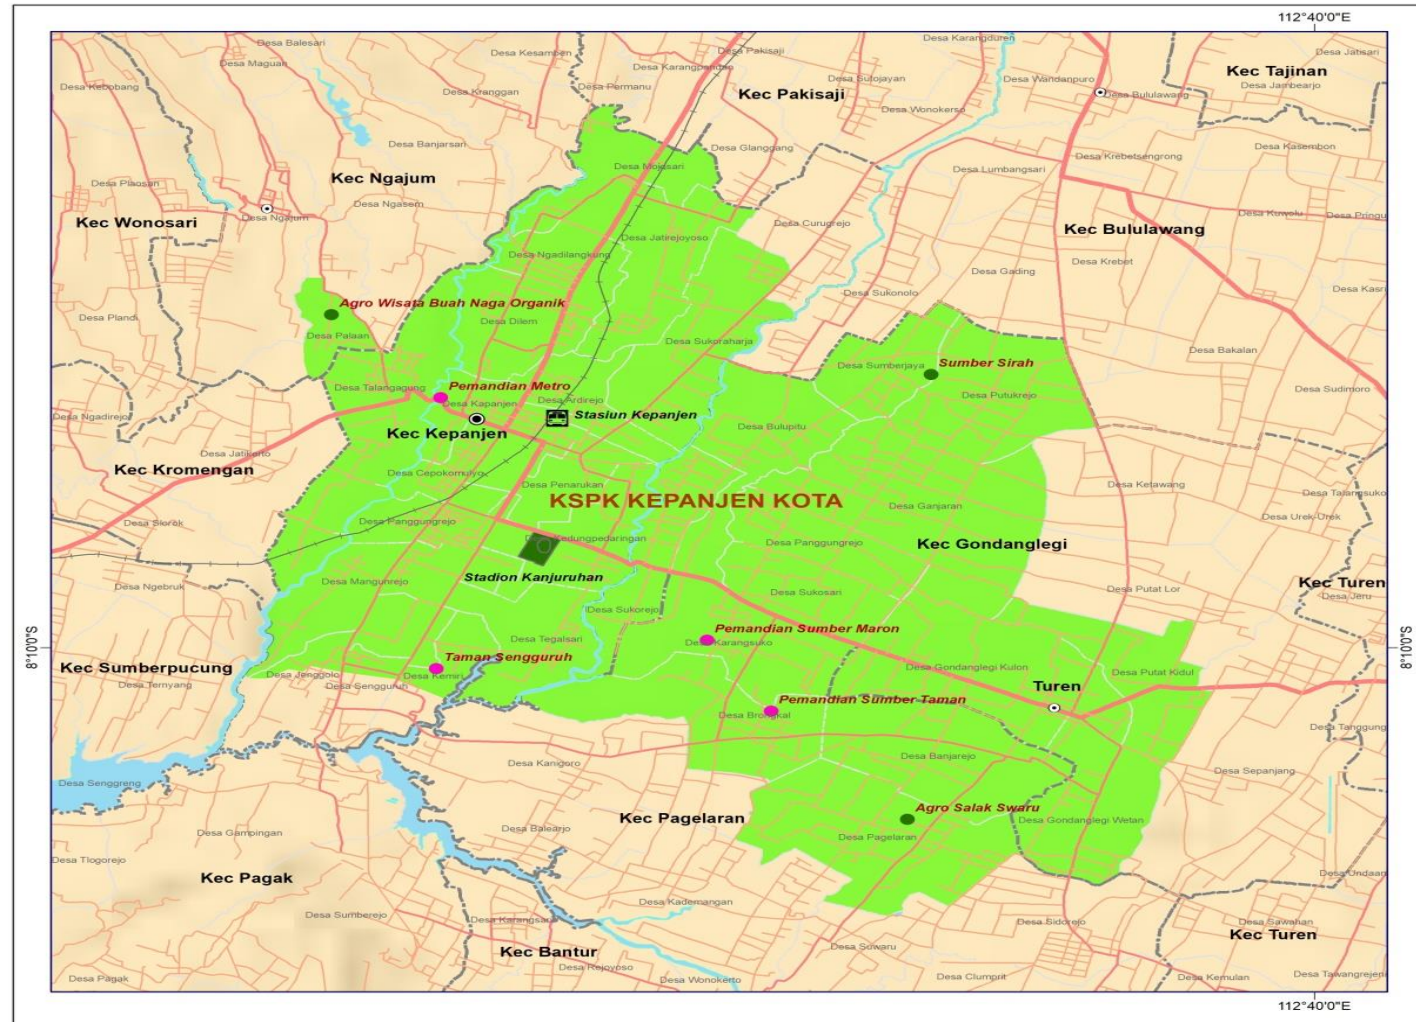 112°40'0"E
Desa Balesari
Desa Kesamben
Desa Pakisaji
Desa Karangduren
Desa Jatisari
Desa Maguan
Desa Karangpandan
Kec Tajinan
Desa Kebobang
Desa Kranggan
Desa Permanu
Kec Pakisaji
Desa Sutojayan
Desa Wandanpuro
Desa Bululawang
Desa Jambearjo
Desa Wonokerso
Desa Banjarsari
Desa Glanggang
Desa Krebetsengrong
Desa Kasembon
Desa Mojosari
Desa Lumbangsari
Desa Plaosan
Kec Ngajum
Desa Ngasem
Desa Ngajum
Kec Wonosari
Desa Curugrejo
Kec Bululawang
Desa Kuwolu
Desa Pringu
Desa Jatirejoyoso
Desa Ngadilangkung
Desa Krebet
Desa Gading
Desa Sukonolo
Desa Kasri
Agro Wisata Buah Naga Organik
Desa Plandi
Desa Dilem
Desa Palaan
Desa Sukoraharja
Desa Bakalan
Sumber Sirah
Desa Sumberjaya
Desa Talangagung
Pemandian Metro
Desa Putukrejo
Desa Sudimoro
Desa Kapanjen
Desa Ardirejo
Stasiun Kepanjen
Desa Ngadirejo
Kec Kepanjen
Desa Bulupitu
Desa Jatikerto
Kec Kromengan
Desa Cepokomulyo
Desa Penarukan
Desa Ketawang
Desa Talangsuko
KSPK KEPANJEN KOTA
Desa Ganjaran
Desa Slorok
Desa Panggungrejo
Desa Urek-Urek
Desa Kedungpedaringan
Desa Panggungrejo
Kec Gondanglegi
Stadion Kanjuruhan
Desa Mangunrejo
Desa Ngebruk
Kec Turen
Desa Putat Lor
Desa Jeru
Desa Sukosari
Desa Sukorejo
Pemandian Sumber Maron
Desa Tegalsari
Desa Karangsuko
8°10'0"S
8°10'0"S
Kec Sumberpucung
Taman Sengguruh
Desa Gondanglegi Kulon
Desa Putat Kidul
Desa Jenggolo
Desa Kemiri
Desa Ternyang
Desa Sengguruh
Turen
Pemandian Sumber Taman
Desa Brongkal
Desa Tanggung
Desa Banjarejo
Desa Kanigoro
Desa Sepanjang
Desa Senggreng
Agro Salak Swaru
Kec Pagelaran
Desa Gondanglegi Wetan
Desa Gampingan
Desa Balearjo
Desa Pagelaran
Desa Tlogorejo
Kec Pagak
Desa Undaan
Desa Kademangan
Desa Sumberejo
Desa Karangsari
Desa Sidorejo
Desa Sawahan
Kec Turen
Kec Bantur
Desa Suwaru
Desa Rejoyoso
Desa Pagak
Desa Wonokerto
Desa Clumprit
Desa Kemulan
Desa Tawangrejeni
112°40'0"E